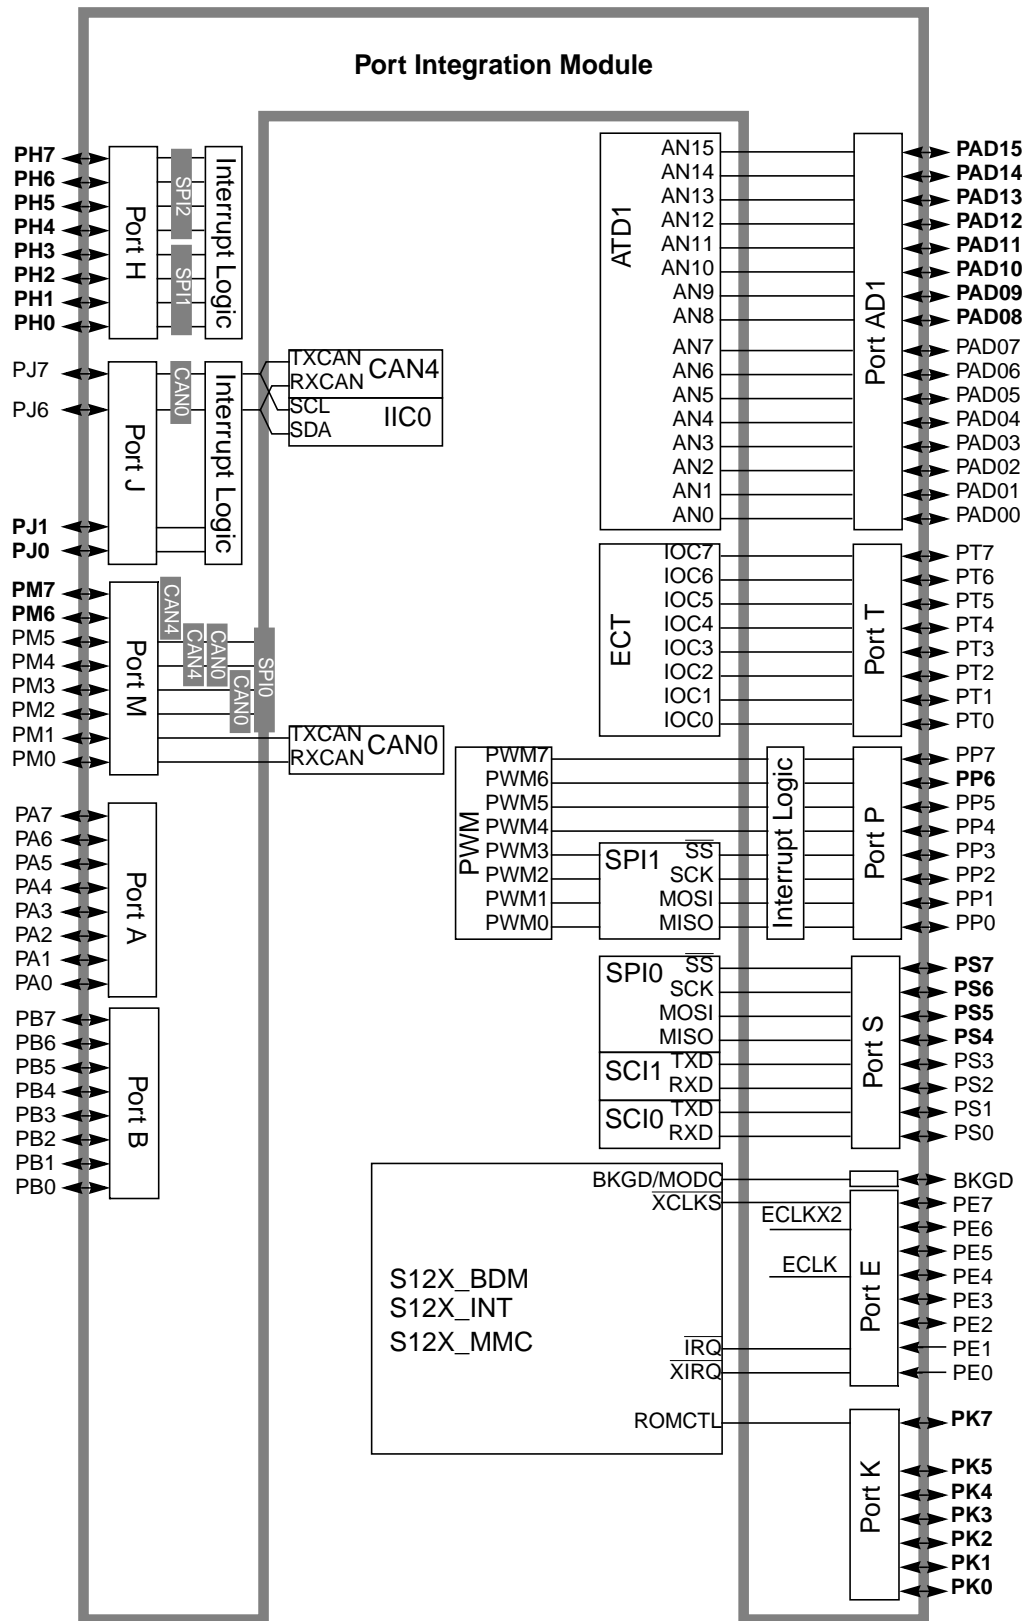 Port Integration Module
PH7
PH6
PH5
PH4
PH3
PH2
PH1
PH0
Port H
SPI2
SPI1
Interrupt Logic
PJ7
PJ6
PJ1
PJ0
Port J
CAN0
Interrupt Logic
TXCAN
RXCAN
CAN4
SCL
SDA
IIC0
PM7
PM6
PM5
PM4
PM3
PM2
PM1
PM0
Port M
CAN4
CAN4
CAN0
CAN0
SPI0
TXCAN
RXCAN
CAN0
PA7
PA6
PA5
PA4
PA3
PA2
PA1
PA0
Port A
PB7
PB6
PB5
PB4
PB3
PB2
PB1
PB0
Port B
ATD1
AN15
AN14
AN13
AN12
AN11
AN10
AN9
AN8
AN7
AN6
AN5
AN4
AN3
AN2
AN1
AN0
Port AD1
PAD15
PAD14
PAD13
PAD12
PAD11
PAD10
PAD09
PAD08
PAD07
PAD06
PAD05
PAD04
PAD03
PAD02
PAD01
PAD00
ECT
IOC7
IOC6
IOC5
IOC4
IOC3
IOC2
IOC1
IOC0
Port T
PT7
PT6
PT5
PT4
PT3
PT2
PT1
PT0
PWM
PWM7
PWM6
PWM5
PWM4
PWM3
PWM2
PWM1
PWM0
SPI1
SS
SCK
MOSI
MISO
Interrupt Logic
Port P
PP7
PP6
PP5
PP4
PP3
PP2
PP1
PP0
SPI0
SS
SCK
MOSI
MISO
SCI1
TXD
RXD
SCI0
TXD
RXD
Port S
PS7
PS6
PS5
PS4
PS3
PS2
PS1
PS0
S12X_BDM
S12X_INT
S12X_MMC
BKGD/MODC
XCLKS
ECLKX2
ECLK
IRQ
XIRQ
ROMCTL
BKGD
Port E
PE7
PE6
PE5
PE4
PE3
PE2
PE1
PE0
Port K
PK7
PK5
PK4
PK3
PK2
PK1
PK0